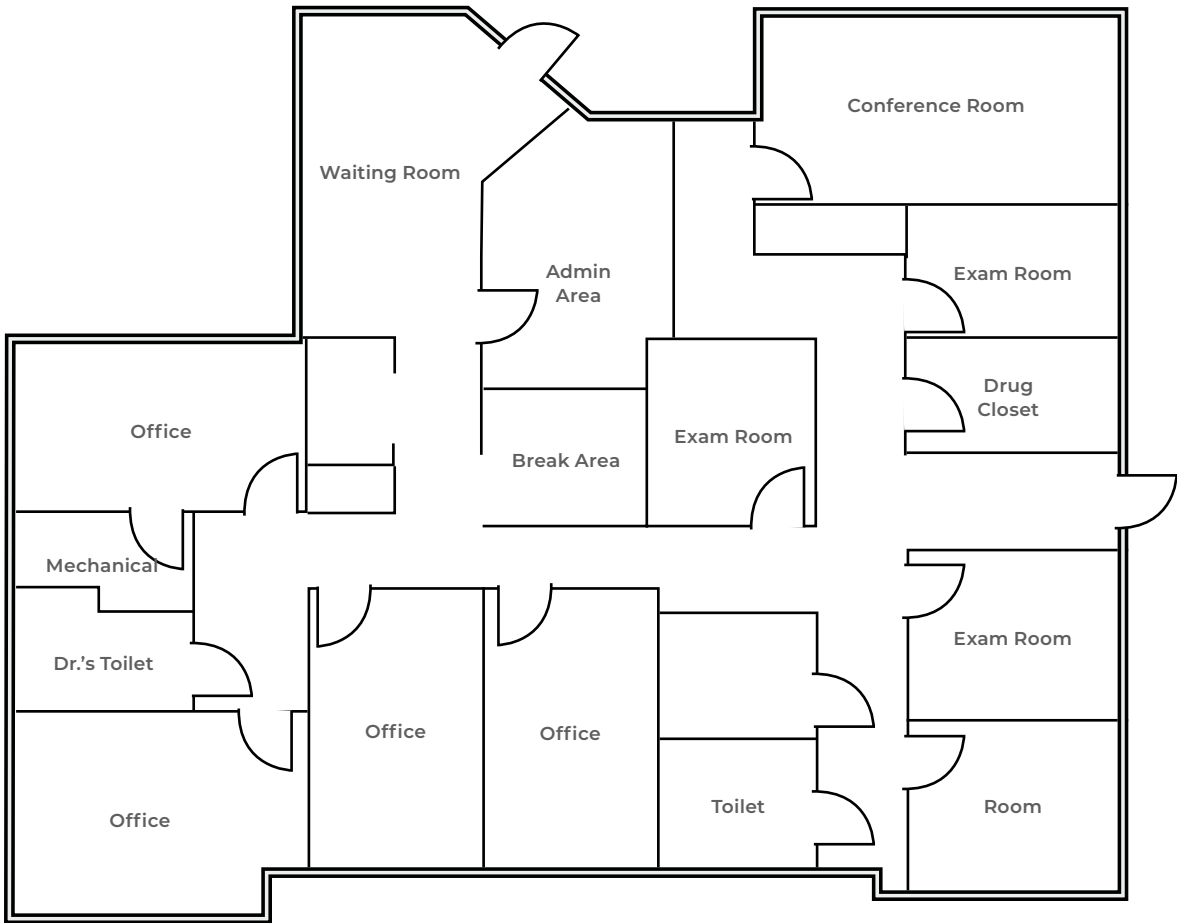 Conference Room
Waiting Room
Admin
Area
Exam Room
Drug
Closet
Office
Exam Room
Break Area
Mechanical
Dr.’s Toilet
Exam Room
Office
Office
Toilet
Room
Office